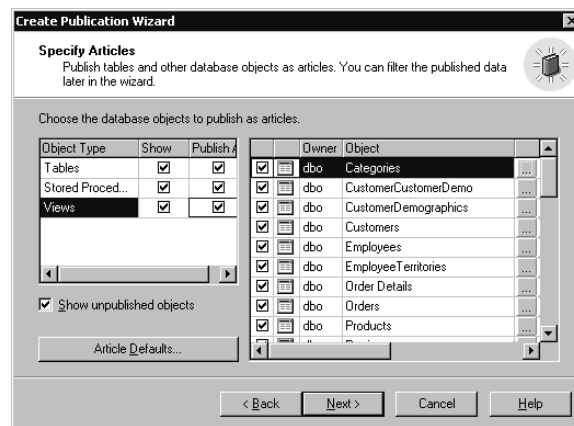 Create Publication Wizard
Specify Articles
Publish tables and other database objects as articles. You can filter the published data
later in the wizard.
Choose the database objects to publish as articles.
Object Type Show Publish A
Tables
Stored Proced...
Views
Show unpublished objects
Article Defaults...
Owner Object
dbo Categories ...
dbo CustomerCustomerDemo ...
dbo CustomerDemographics ...
dbo Customers ...
dbo Employees ...
dbo EmployeeTerritories ...
dbo Order Details ...
dbo Orders ...
dbo Products ...
< Back Next > Cancel Help